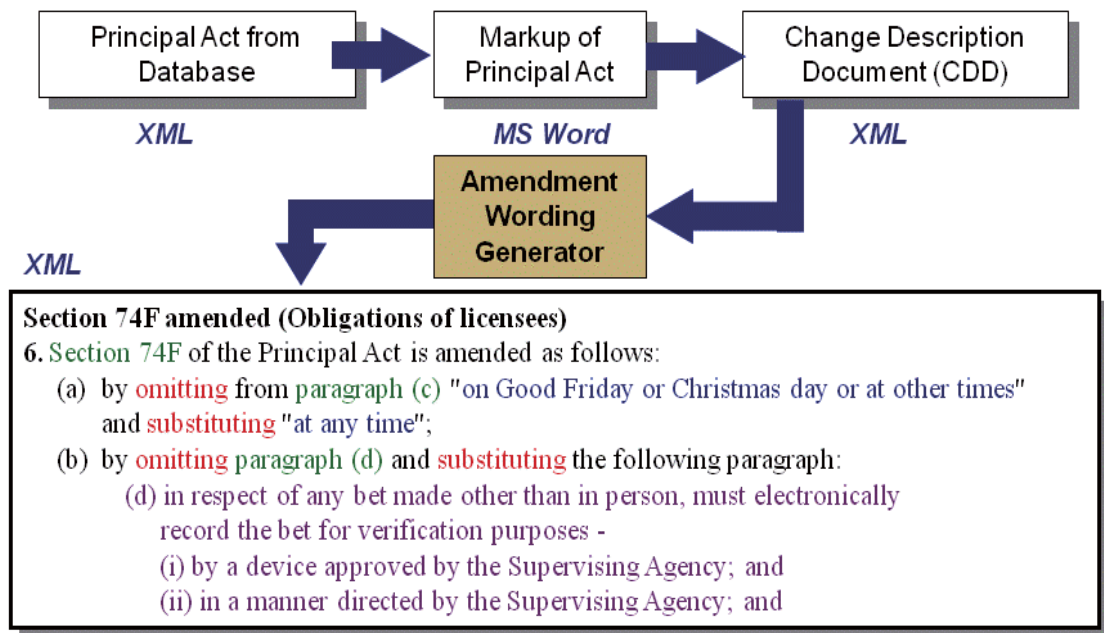 Principal Act from
Database
Markup of
Principal Act
Change Description
Document (CDD)
XML
MS Word
XML
Amendment
Wording
Generator
XML
Section 74F amended (Obligations of licensees)
6. Section 74F of the Principal Act is amended as follows:
(a) by omitting from paragraph (c) "on Good Friday or Christmas day or at other times"
and substituting "at any time";
(b) by omitting paragraph (d) and substituting the following paragraph:
(d) in respect of any bet made other than in person, must electronically
record the bet for verification purposes -
(i) by a device approved by the Supervising Agency; and
(ii) in a manner directed by the Supervising Agency; and